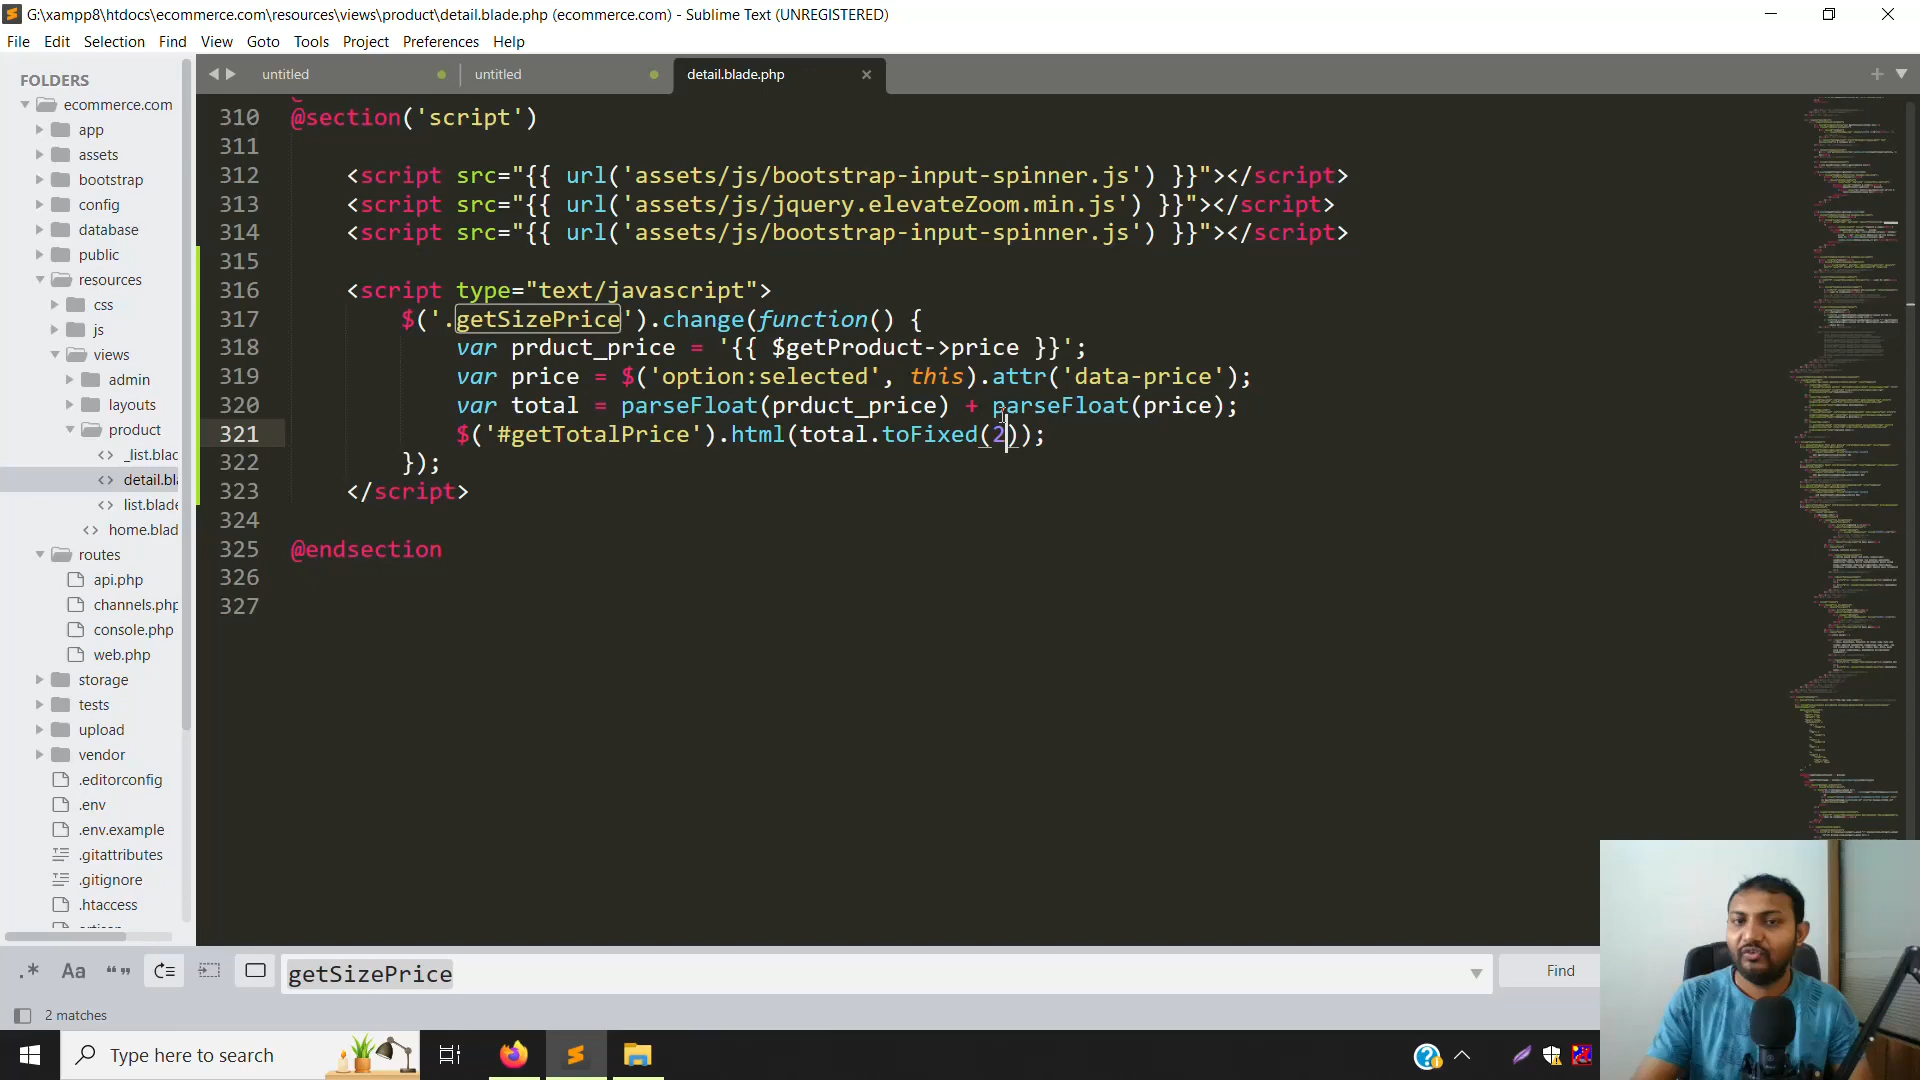 G:\xampp8\htdocs\ecommerce.com\resources\views\product\detail.blade.php (ecommerce.com) - Sublime Text (UNREGISTERED)
File Edit Selection Find View Goto Tools Project Preferences Help
FOLDERS
ecommerce.com
app
assets
bootstrap
config
database
public
resources
css
js
views
admin
layouts
product
_list.blac
detail.bla
list.blade
home.blad
routes
api.php
channels.php
console.php
web.php
storage
tests
upload
vendor
.editorconfig
.env
.env.example
.gitattributes
.gitignore
.htaccess
untitled untitled detail.blade.php
310 @section('script')
311
312 <script src="{{ url('assets/js/bootstrap-input-spinner.js') }}"></script>
313 <script src="{{ url('assets/js/jquery.elevateZoom.min.js') }}"></script>
314 <script src="{{ url('assets/js/bootstrap-input-spinner.js') }}"></script>
315
316 <script type="text/javascript">
317 $('.getSizePrice').change(function() {
318 var prduct_price = '{{ $getProduct->price }}';
319 var price = $('option:selected', this).attr('data-price');
320 var total = parseFloat(prduct_price) + parseFloat(price);
321 $('#getTotalPrice').html(total.toFixed(2));
322 });
323 </script>
324
325 @endsection
326
327
.* Aa “” getSizePrice Find
2 matches
Type here to search